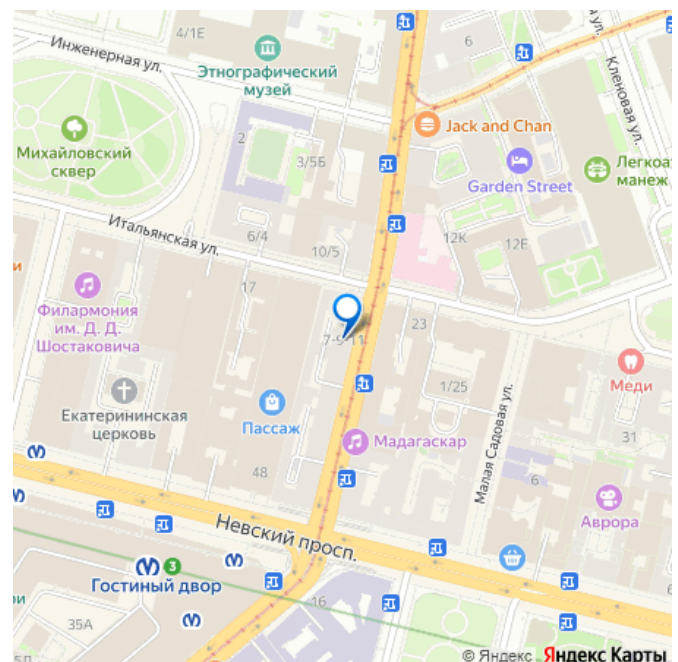 4/1Е
6
Инженерная ул.
Этнографический
музей
Кленовая ул.
Jack and Chan
2
3/5Б
Михайловский
сквер
Garden Street
Легкоа
манеж
6/4
10/5
12К
12Е
Итальянская ул.
17
и
Филармония
им. Д. Д.
Шостаковича
7-9-11
23
Меди
1/25
Екатерининская
церковь
Пассаж
Мадагаскар
Малая Садовая ул.
31
48
6
Аврора
Невский просп.
3
Гостиный двор
16
6
ри
35А
5Д
© Яндекс Яндекс Карты